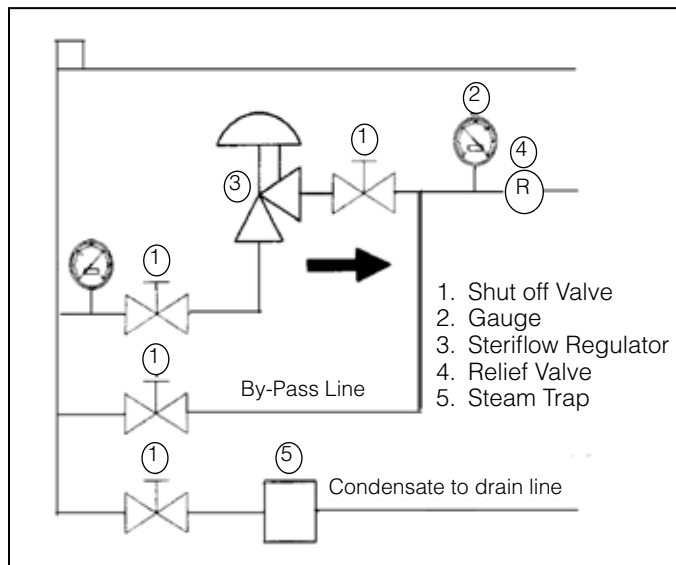 2
1
4
3
R
1
1. Shut off Valve
2. Gauge
3. Steriflow Regulator
4. Relief Valve
5. Steam Trap
1
By-Pass Line
1
5
Condensate to drain line